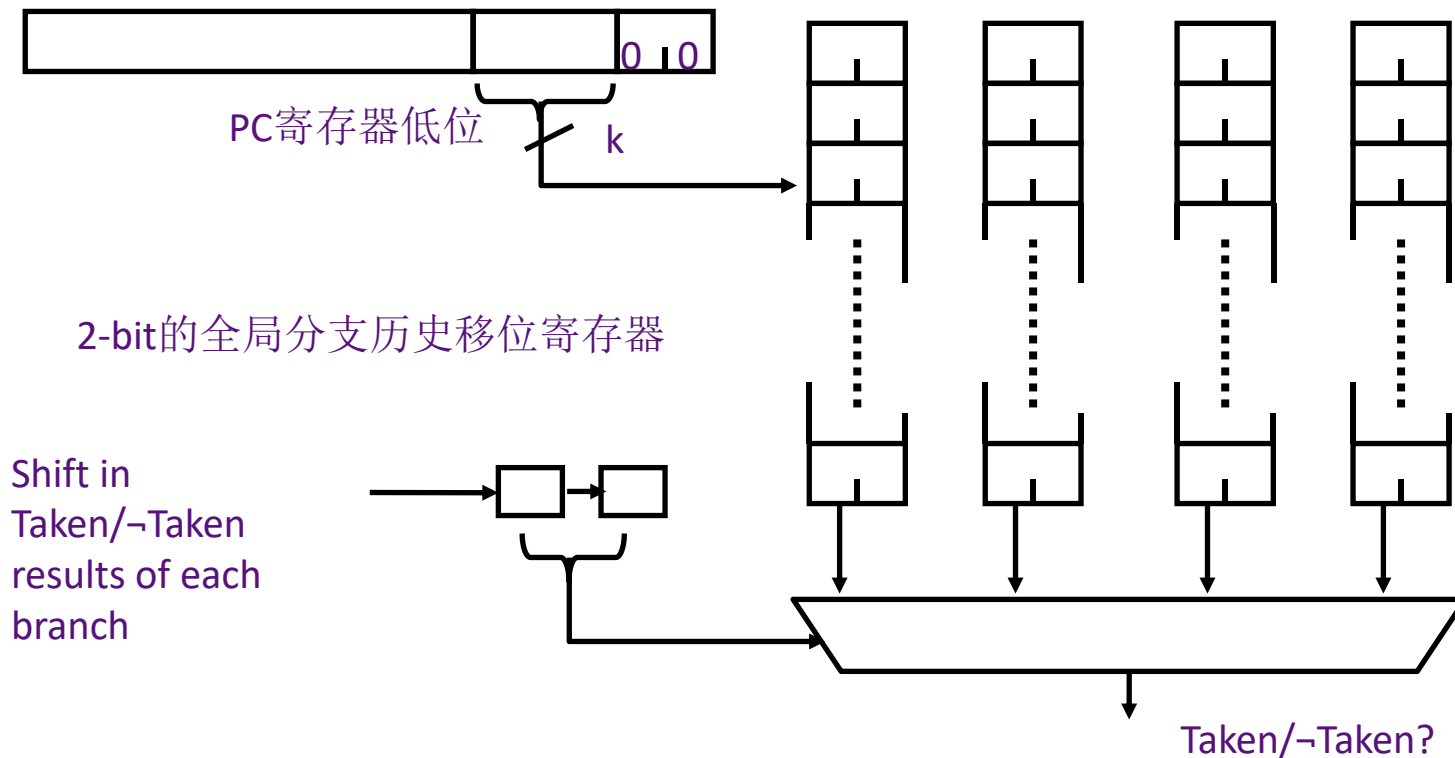 0 0
PC寄存器低位
k
2-bit的全局分支历史移位寄存器
Shift in
Taken/¬Taken
results of each
branch
Taken/¬Taken?